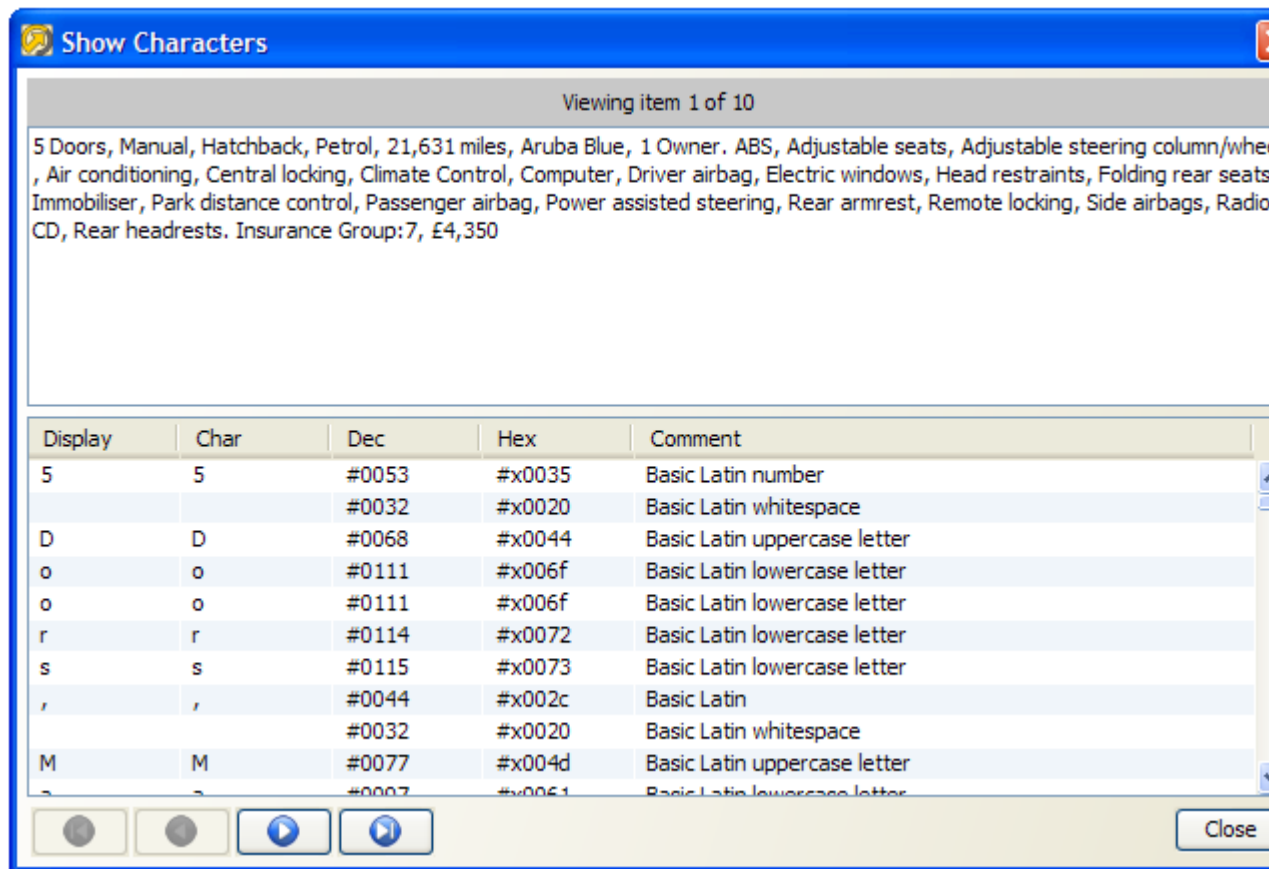 Show Characters
Viewing item 1 of 10
5 Doors, Manual, Hatchback, Petrol, 21,631 miles, Aruba Blue, 1 Owner. ABS, Adjustable seats, Adjustable steering column/whe
, Air conditioning, Central locking, Climate Control, Computer, Driver airbag, Electric windows, Head restraints, Folding rear seats
Immobiliser, Park distance control, Passenger airbag, Power assisted steering, Rear armrest, Remote locking, Side airbags, Radio
CD, Rear headrests. Insurance Group:7, £4,350
Display Char Dec Hex Comment
5 5 #0053 #x0035 Basic Latin number
#0032 #x0020 Basic Latin whitespace
D D #0068 #x0044 Basic Latin uppercase letter
o o #0111 #x006f Basic Latin lowercase letter
o o #0111 #x006f Basic Latin lowercase letter
r r #0114 #x0072 Basic Latin lowercase letter
s s #0115 #x0073 Basic Latin lowercase letter
, , #0044 #x002c Basic Latin
#0032 #x0020 Basic Latin whitespace
M M #0077 #x004d Basic Latin uppercase letter
a a #0097 #x0061 Basic Latin lowercase letter
Close